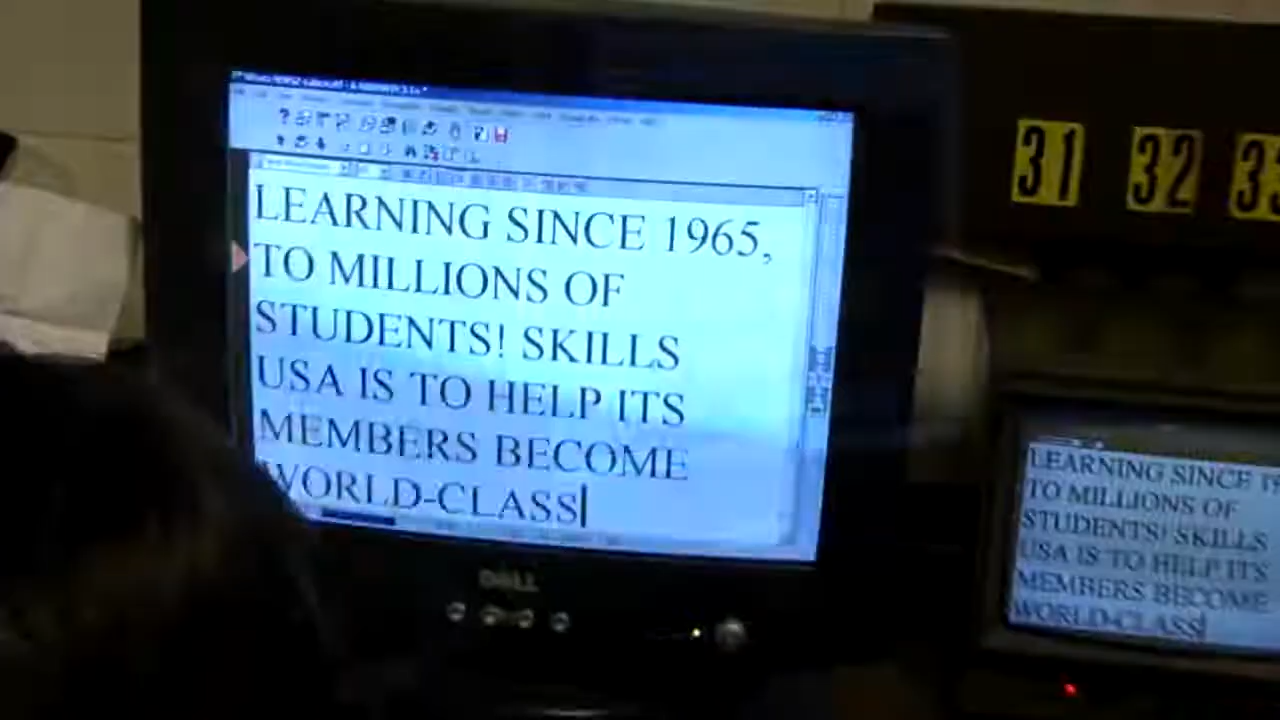 LEARNING SINCE 1965,
TO MILLIONS OF
STUDENTS! SKILLS
USA IS TO HELP ITS
MEMBERS BECOME
WORLD-CLASS
DELL
31 32 33
LEARNING SINCE
TO MILLIONS OF
STUDENTS! SKILLS
USA IS TO HELP ITS
MEMBERS BECOME
WORLD-CLASS